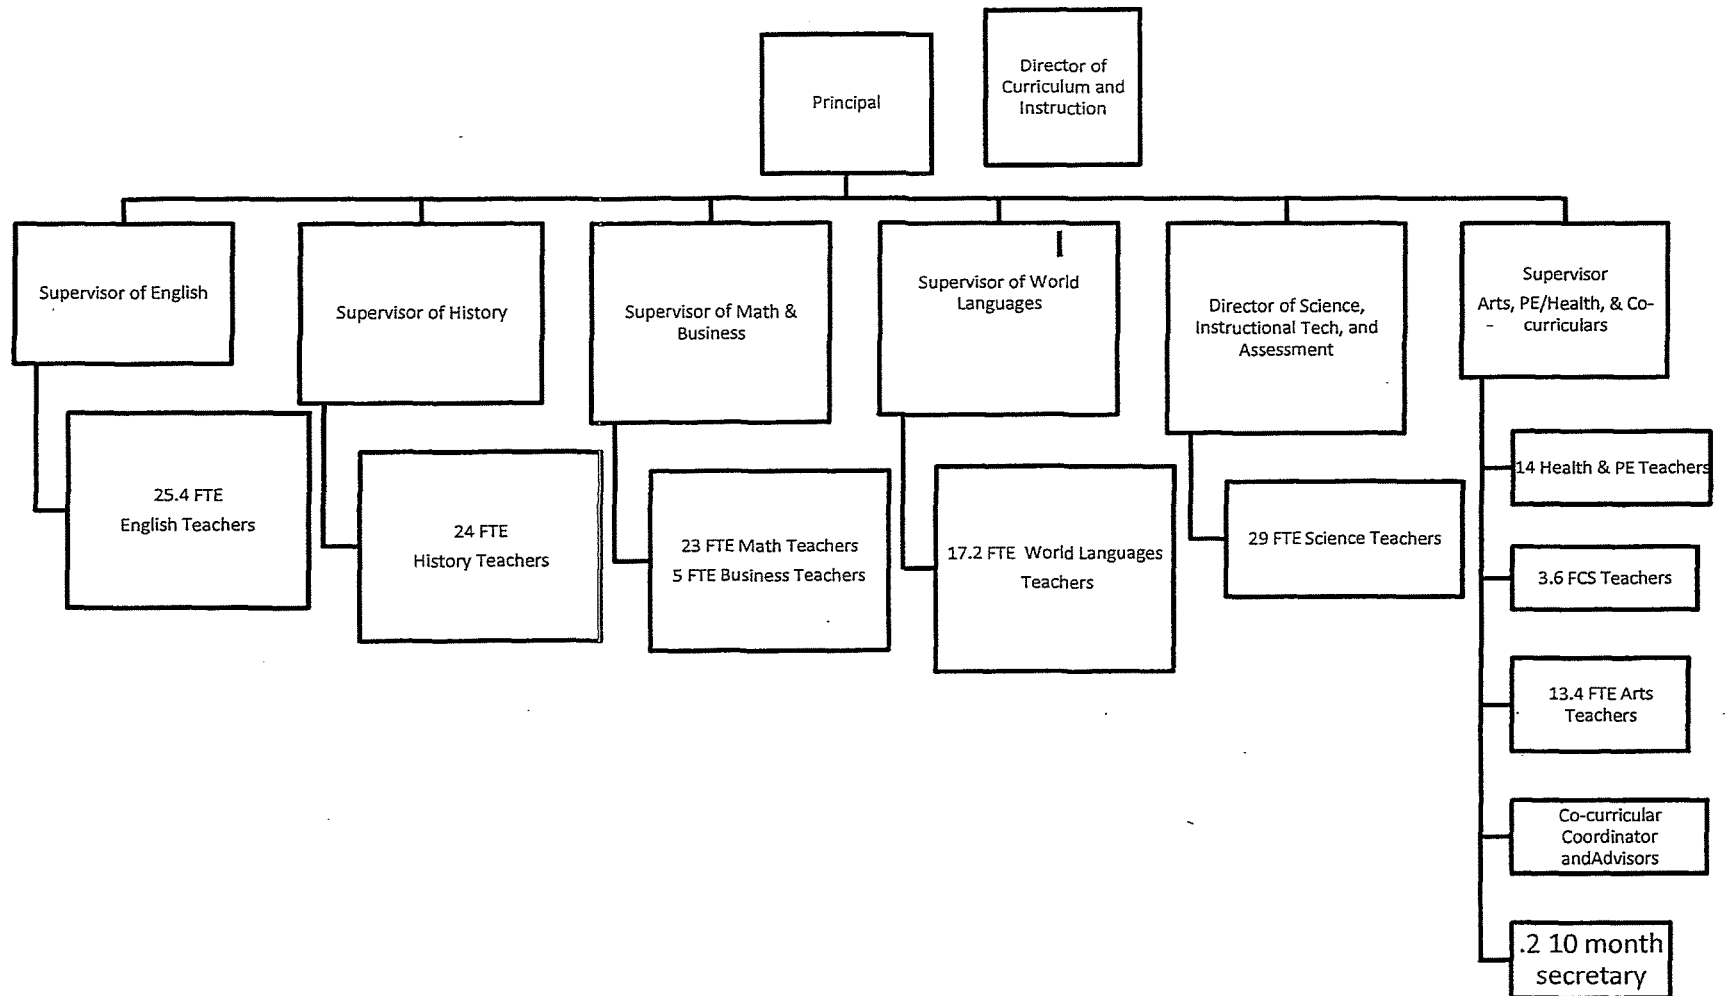 Principal
Director of
Curriculum and
Instruction
Supervisor of English
Supervisor of History
Supervisor of Math &
Business
Supervisor of World
Languages
Director of Science,
Instructional Tech, and
Assessment
Supervisor
Arts, PE/Health, & Co-
curriculars
25.4 FTE
English Teachers
24 FTE
History Teachers
23 FTE Math Teachers
5 FTE Business Teachers
17.2 FTE World Languages
Teachers
29 FTE Science Teachers
14 Health & PE Teachers
3.6 FCS Teachers
13.4 FTE Arts
Teachers
Co-curricular
Coordinator
andAdvisors
.2 10 month
secretary